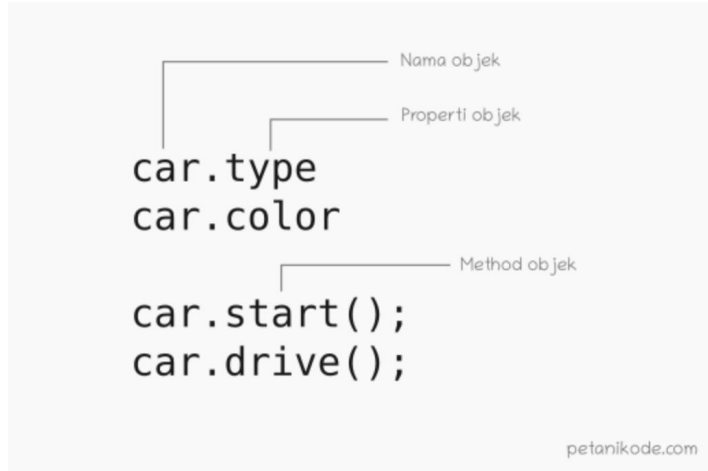 Nama objek
Properti objek
car.type
car.color
Method objek
car.start();
car.drive();
petanikode.com